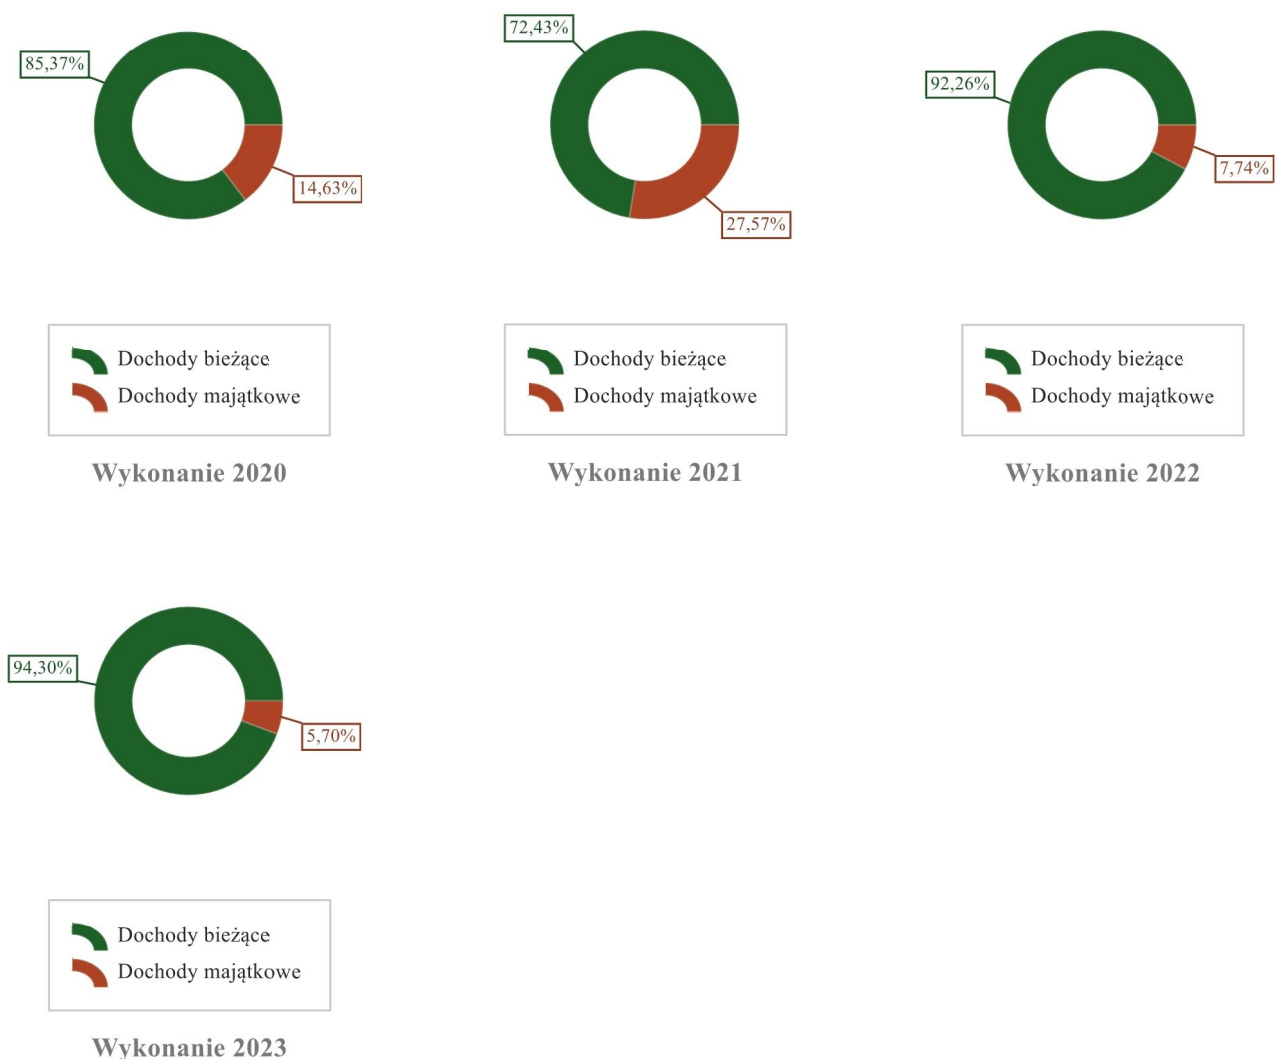 85,37%
14,63%
Dochody bieżące
Dochody majątkowe
Wykonanie 2020
72,43%
27,57%
Dochody bieżące
Dochody majątkowe
Wykonanie 2021
92,26%
7,74%
Dochody bieżące
Dochody majątkowe
Wykonanie 2022
94,30%
5,70%
Dochody bieżące
Dochody majątkowe
Wykonanie 2023